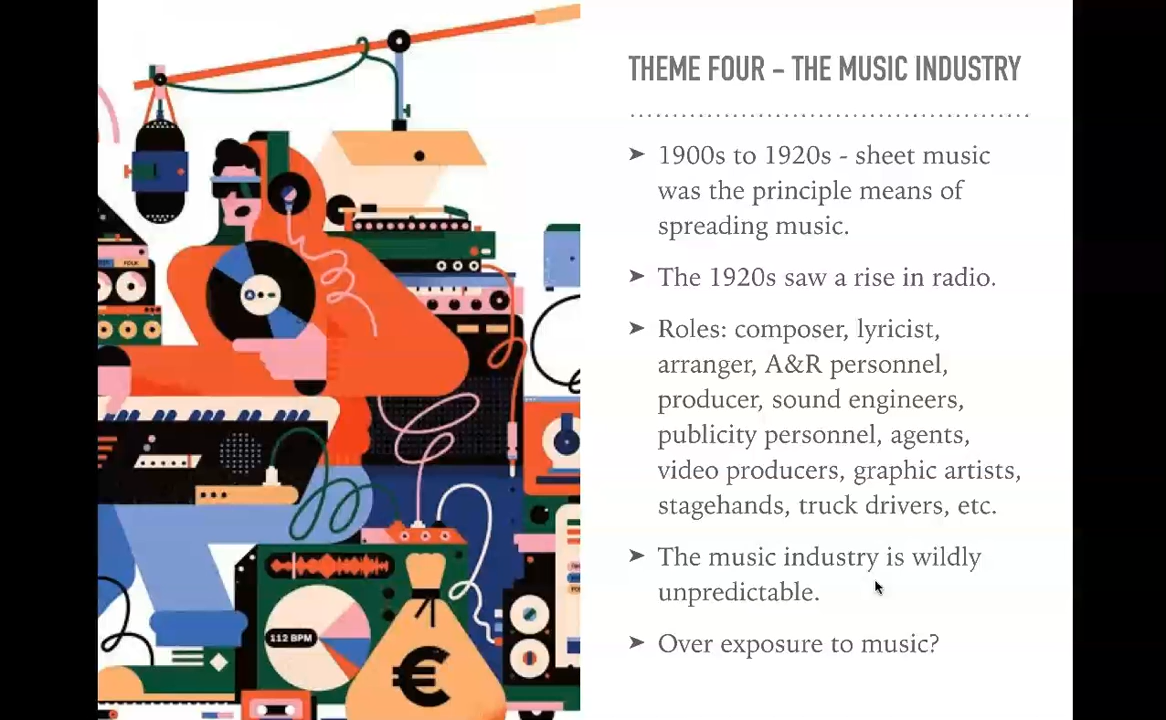 THEME FOUR – THE MUSIC INDUSTRY
➤ 1900s to 1920s - sheet music
was the principle means of
spreading music.
➤ The 1920s saw a rise in radio.
➤ Roles: composer, lyricist,
arranger, A&R personnel,
producer, sound engineers,
publicity personnel, agents,
video producers, graphic artists,
stagehands, truck drivers, etc.
➤ The music industry is wildly
unpredictable.
➤ Over exposure to music?
FOLK
112 BPM
€